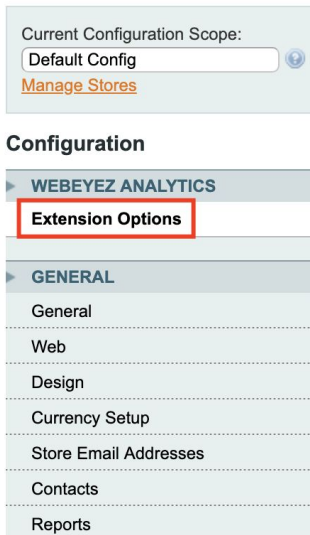 Current Configuration Scope:
Default Config
Manage Stores
Configuration
WEBEYEZ ANALYTICS
Extension Options
GENERAL
General
Web
Design
Currency Setup
Store Email Addresses
Contacts
Reports